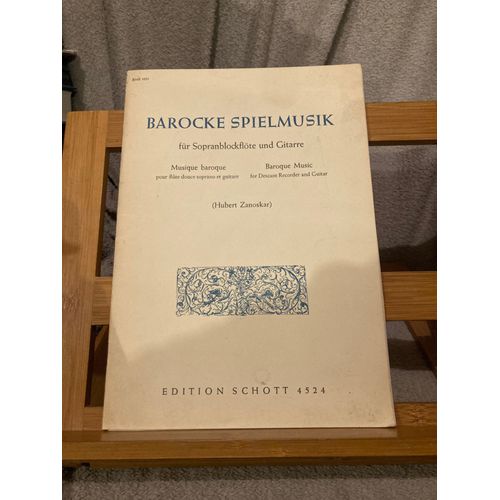 BAROCKE SPIELMUSIK
für Sopranblockflöte und Gitarre
Musique baroque
pour flûte douce soprano et guitare
Baroque Music
for Descant Recorder and Guitar
(Hubert Zanoskar)
EDITION SCHOTT 4524